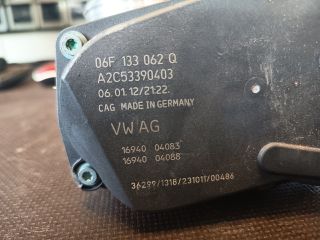 06F 133 062 Q
A2C53390403
06.01.12/21:22
CAG MADE IN GERMANY
VW AG
16940 04083
16940 04088
36299/1318/231011/00486